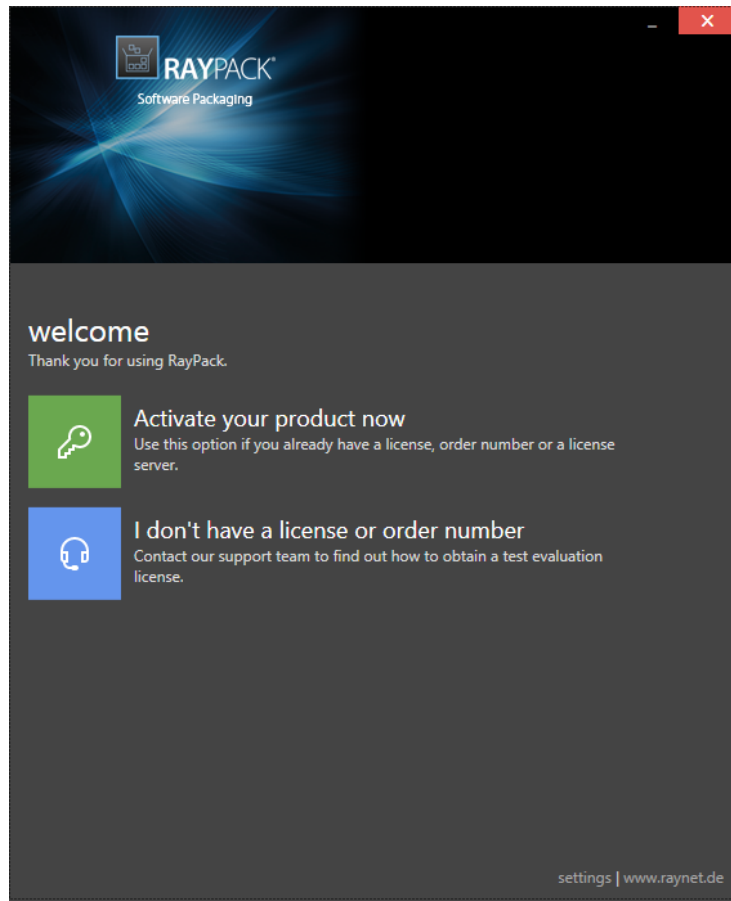 RAYPACK®
Software Packaging
welcome
Thank you for using RayPack.
Activate your product now
Use this option if you already have a license, order number or a license
server.
I don't have a license or order number
Contact our support team to find out how to obtain a test evaluation
license.
settings | www.raynet.de